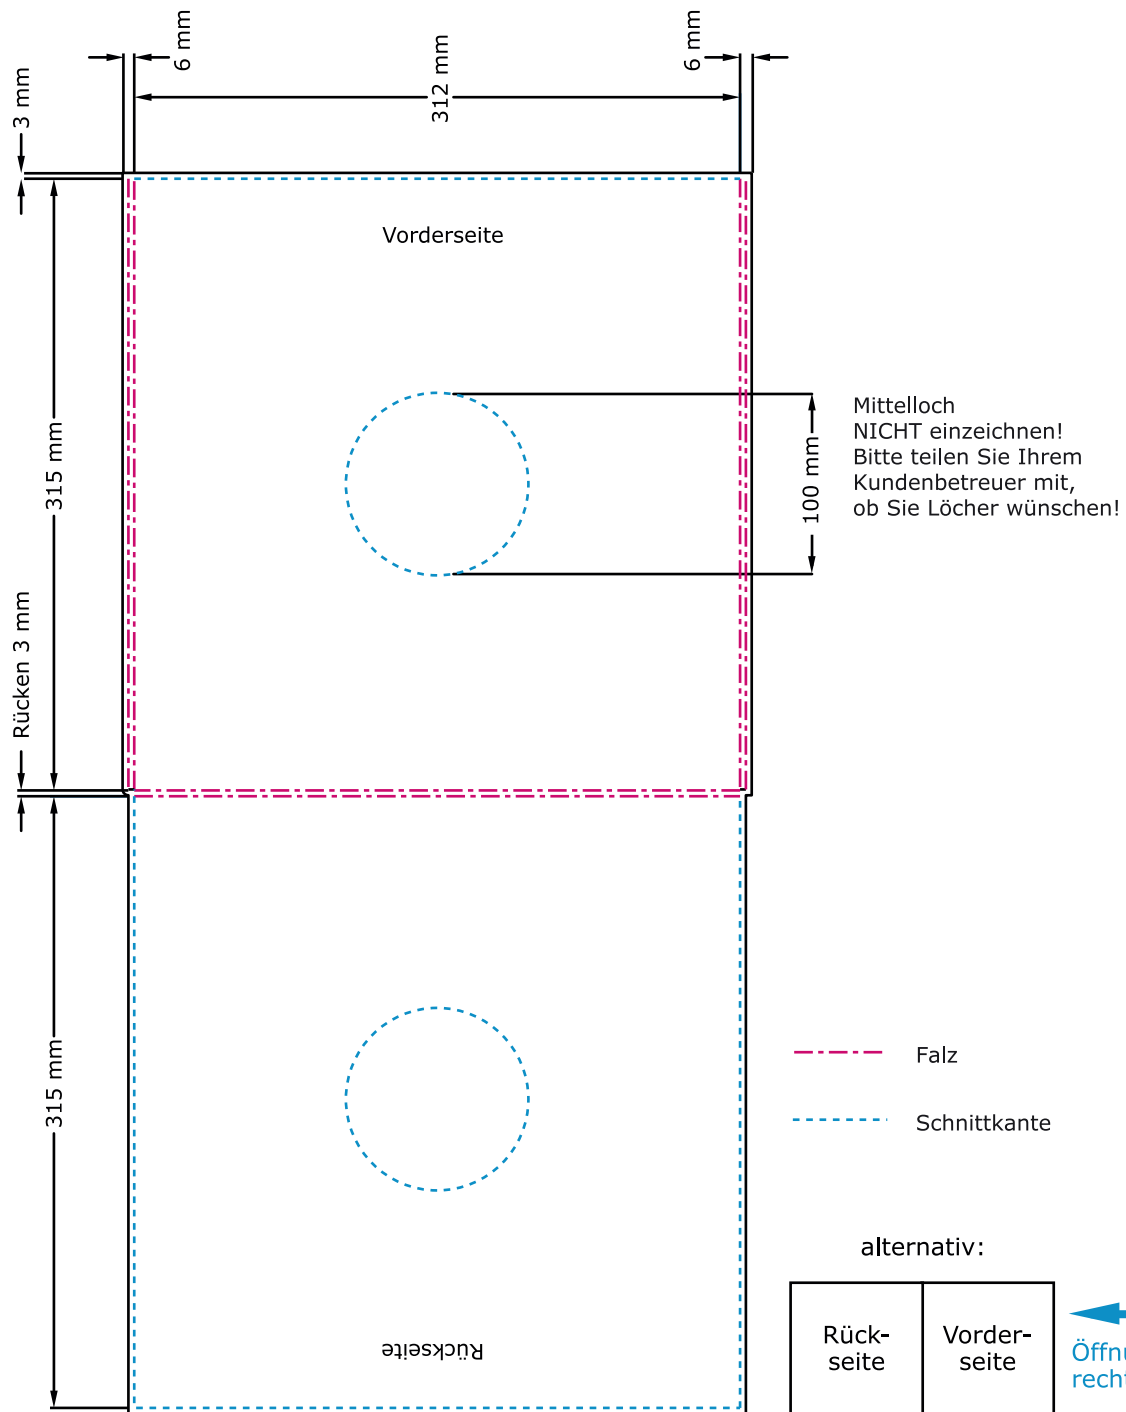 6 mm
312 mm
6 mm
3 mm
Vorderseite
315 mm
100 mm
Mittelloch
NICHT einzeichnen!
Bitte teilen Sie Ihrem
Kundenbetreuer mit,
ob Sie Löcher wünschen!
Rücken 3 mm
315 mm
Falz
Schnittkante
Rückseite
alternativ:
Rück-
seite
Vorder-
seite